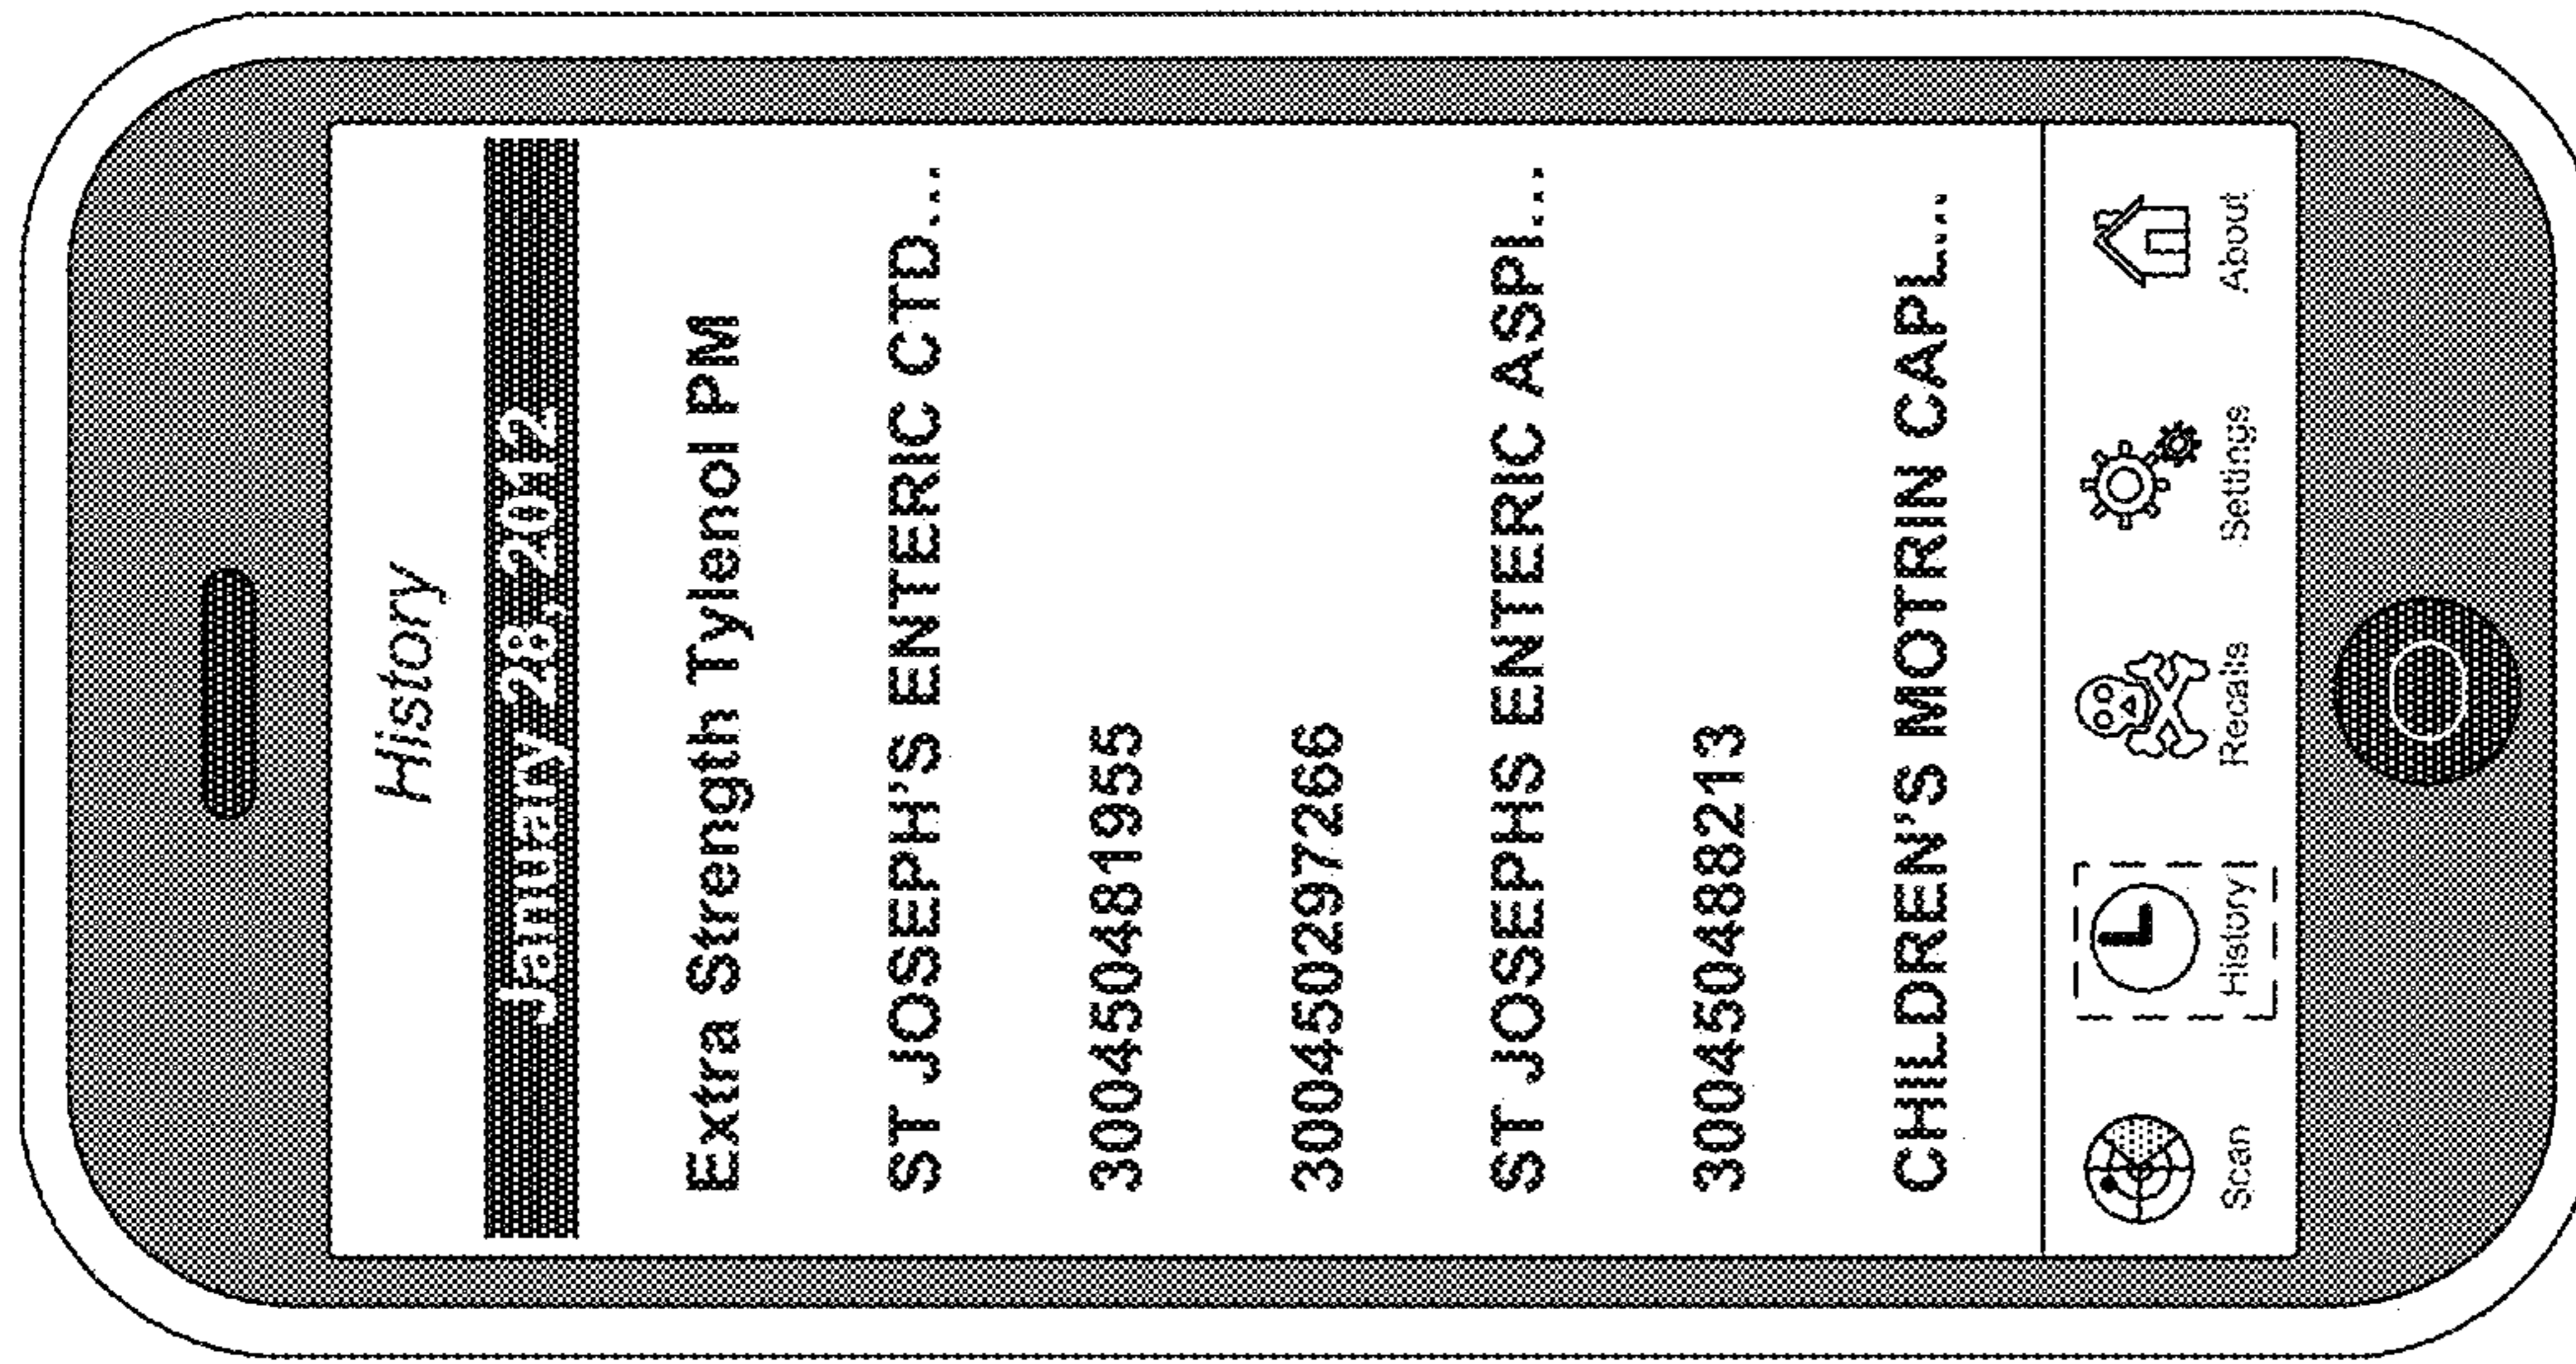 History
January 28, 2012
Extra Strength Tylenol PM
ST JOSEPH'S ENTERIC CTD...
300450481955
300450297266
ST JOSEPHS ENTERIC ASPI...
300450488213
CHILDREN'S MOTRIN CAPL...
Scan History Recalls Settings About